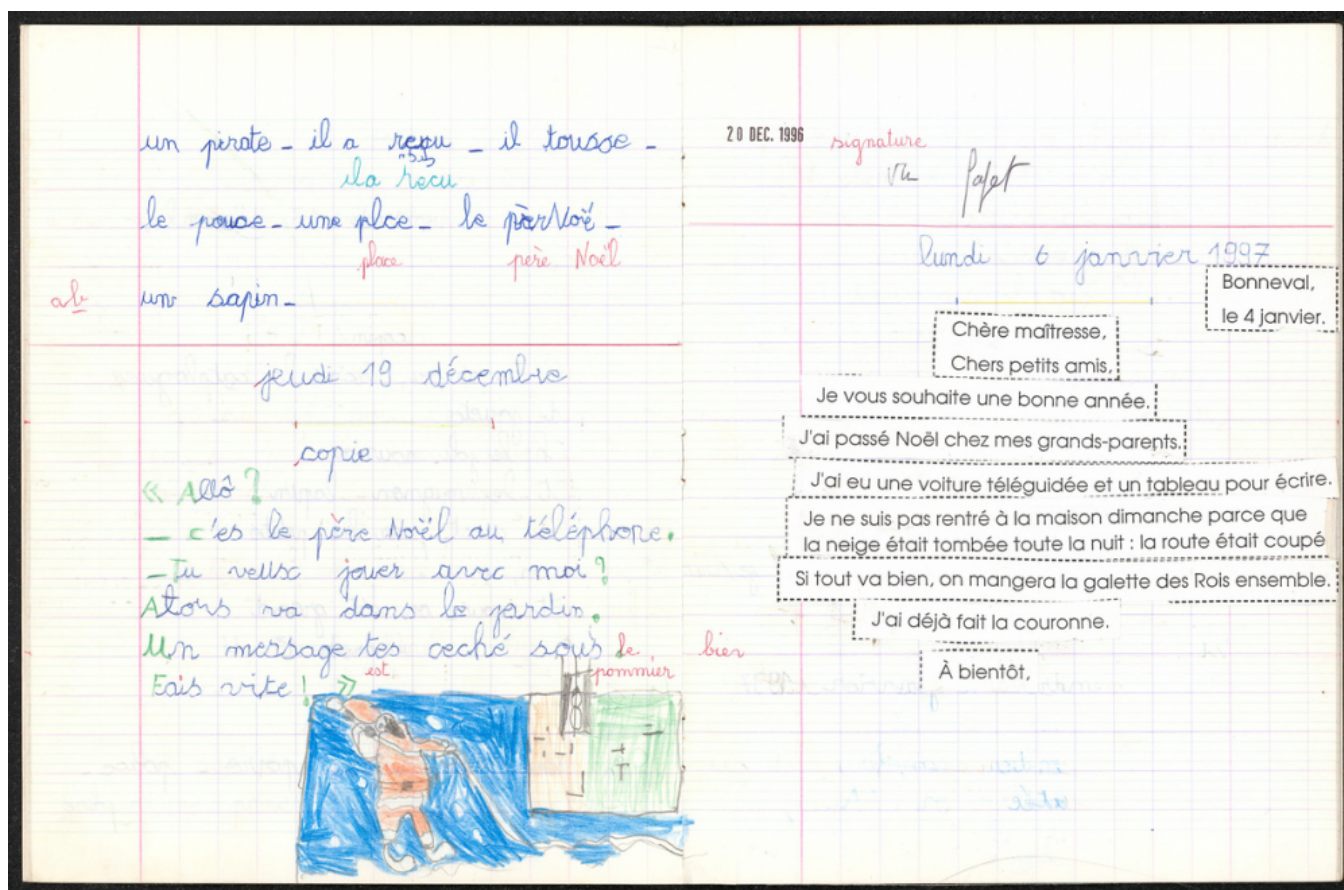 un pirate - il a reçu - il tousse -
il a reçu
le pouce - une plce - le pèrNoë -
place père Noël
ab un sapin -
jeudi 19 décembre
copie
« Allô ?
- c'es le père Noël au téléphone.
- Tu veusc jouer avec moi ?
Alors va dans le jardin.
Un message tes ceché sous le
est pommier
Fais vite ! »
bien
20 DEC. 1996
signature
vu
lundi 6 janvier 1997
Bonneval,
le 4 janvier.
Chère maîtresse,
Chers petits amis,
Je vous souhaite une bonne année.
J'ai passé Noël chez mes grands-parents.
J'ai eu une voiture téléguidée et un tableau pour écrire.
Je ne suis pas rentré à la maison dimanche parce que
la neige était tombée toute la nuit : la route était coupé
Si tout va bien, on mangera la galette des Rois ensemble.
J'ai déjà fait la couronne.
À bientôt,